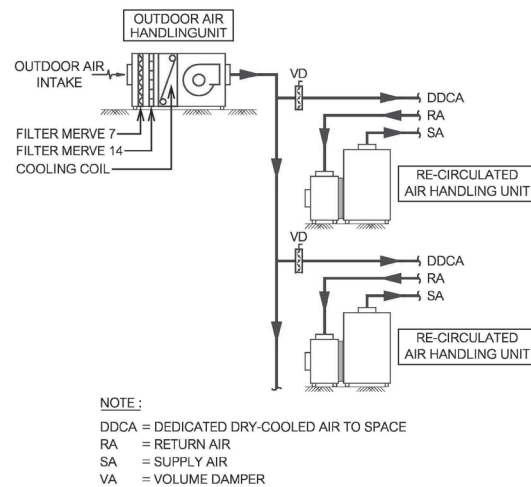 OUTDOOR AIR
HANDLINGUNIT
OUTDOOR AIR
INTAKE
FILTER MERVE 7
FILTER MERVE 14
COOLING COIL
VD
DDCA
RA
SA
RE-CIRCULATED
AIR HANDLING UNIT
VD
DDCA
RA
SA
RE-CIRCULATED
AIR HANDLING UNIT
NOTE :
DDCA = DEDICATED DRY-COOLED AIR TO SPACE
RA = RETURN AIR
SA = SUPPLY AIR
VA = VOLUME DAMPER